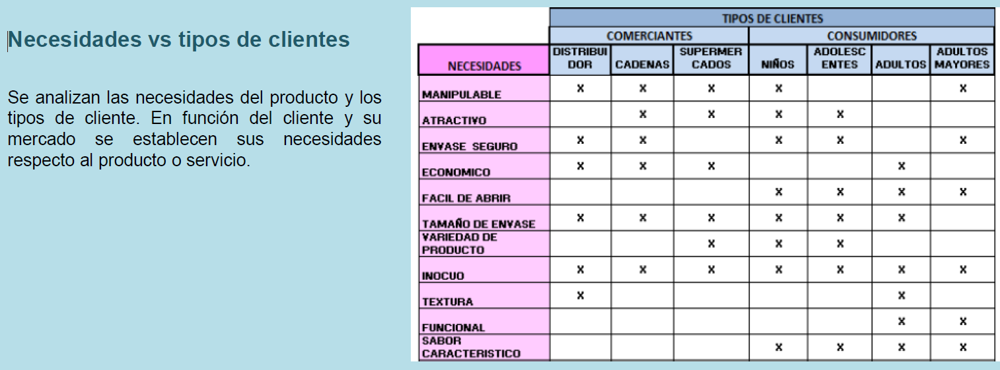 Necesidades vs tipos de clientes
Se analizan las necesidades del producto y los
tipos de cliente. En función del cliente y su
mercado se establecen sus necesidades
respecto al producto o servicio.
TIPOS DE CLIENTES
COMERCIANTES CONSUMIDORES
NECESIDADES DISTRIBUI
DOR CADENAS SUPERMER
CADOS NIÑOS ADOLESC
ENTES ADULTOS ADULTOS
MAYORES
MANIPULABLE X X X X X
ATRACTIVO X X X X
ENVASE SEGURO X X X X X
ECONOMICO X X X X
FACIL DE ABRIR X X X X
TAMAÑO DE ENVASE X X X X X X
VARIEDAD DE
PRODUCTO X X X
INOCUO X X X X X X X
TEXTURA X X
FUNCIONAL X X
SABOR
CARACTERISTICO X X X X